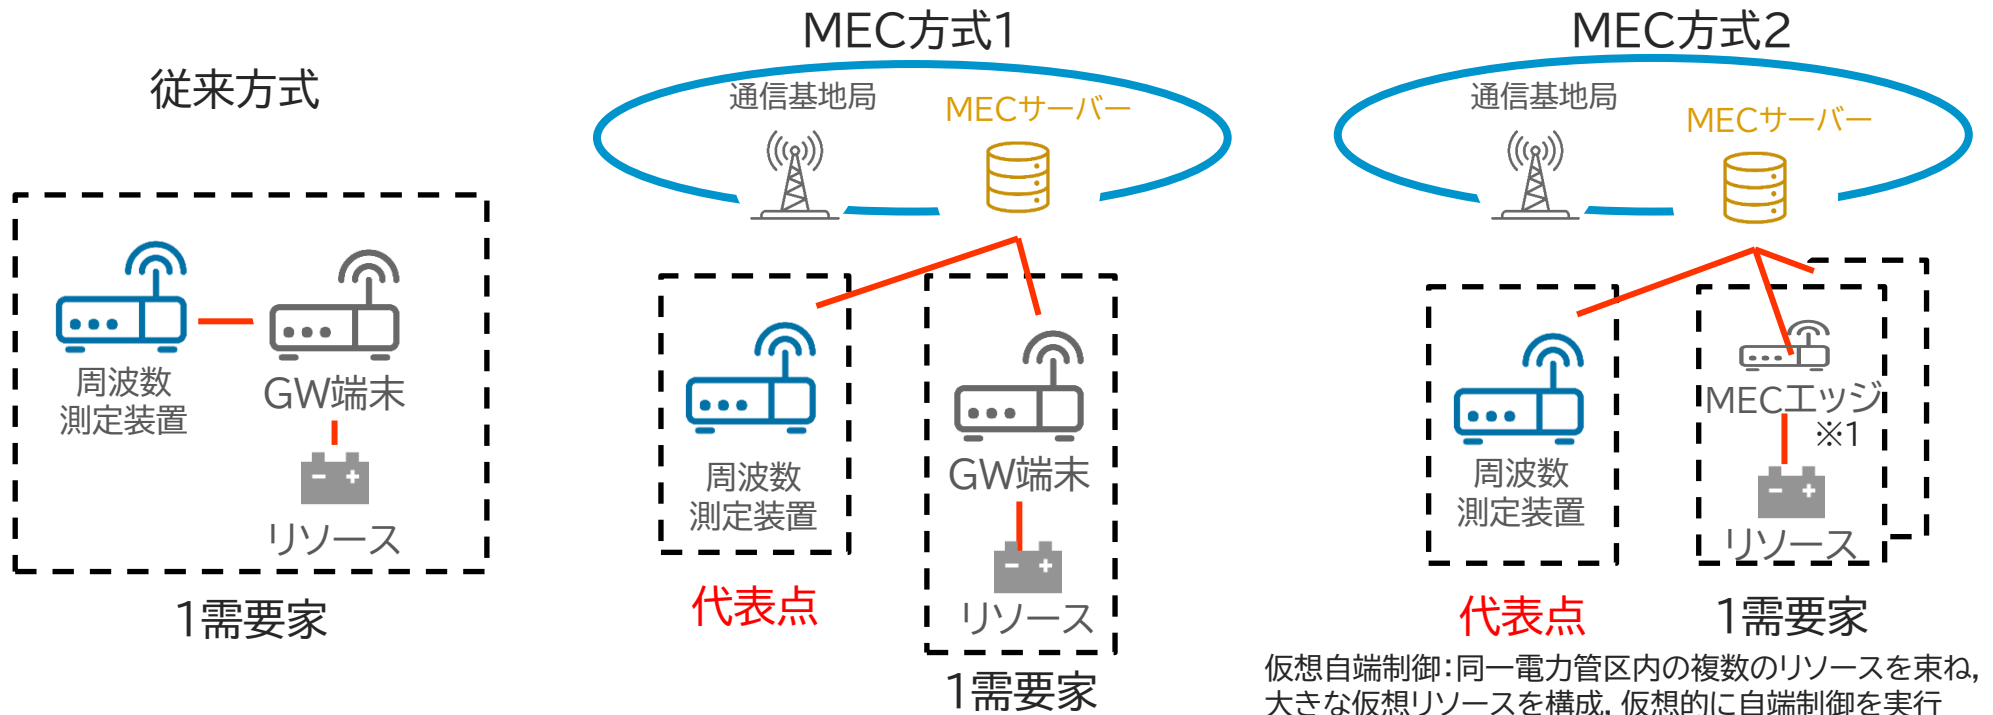 従来方式
周波数
測定装置
GW端末
リソース
1需要家
MEC方式1
通信基地局
MECサーバー
周波数
測定装置
代表点
GW端末
リソース
1需要家
MEC方式2
通信基地局
MECサーバー
周波数
測定装置
代表点
MECエッジ
※1
リソース
1需要家
仮想自端制御：同一電力管区内の複数のリソースを束ね，
大きな仮想リソースを構成，仮想的に自端制御を実行